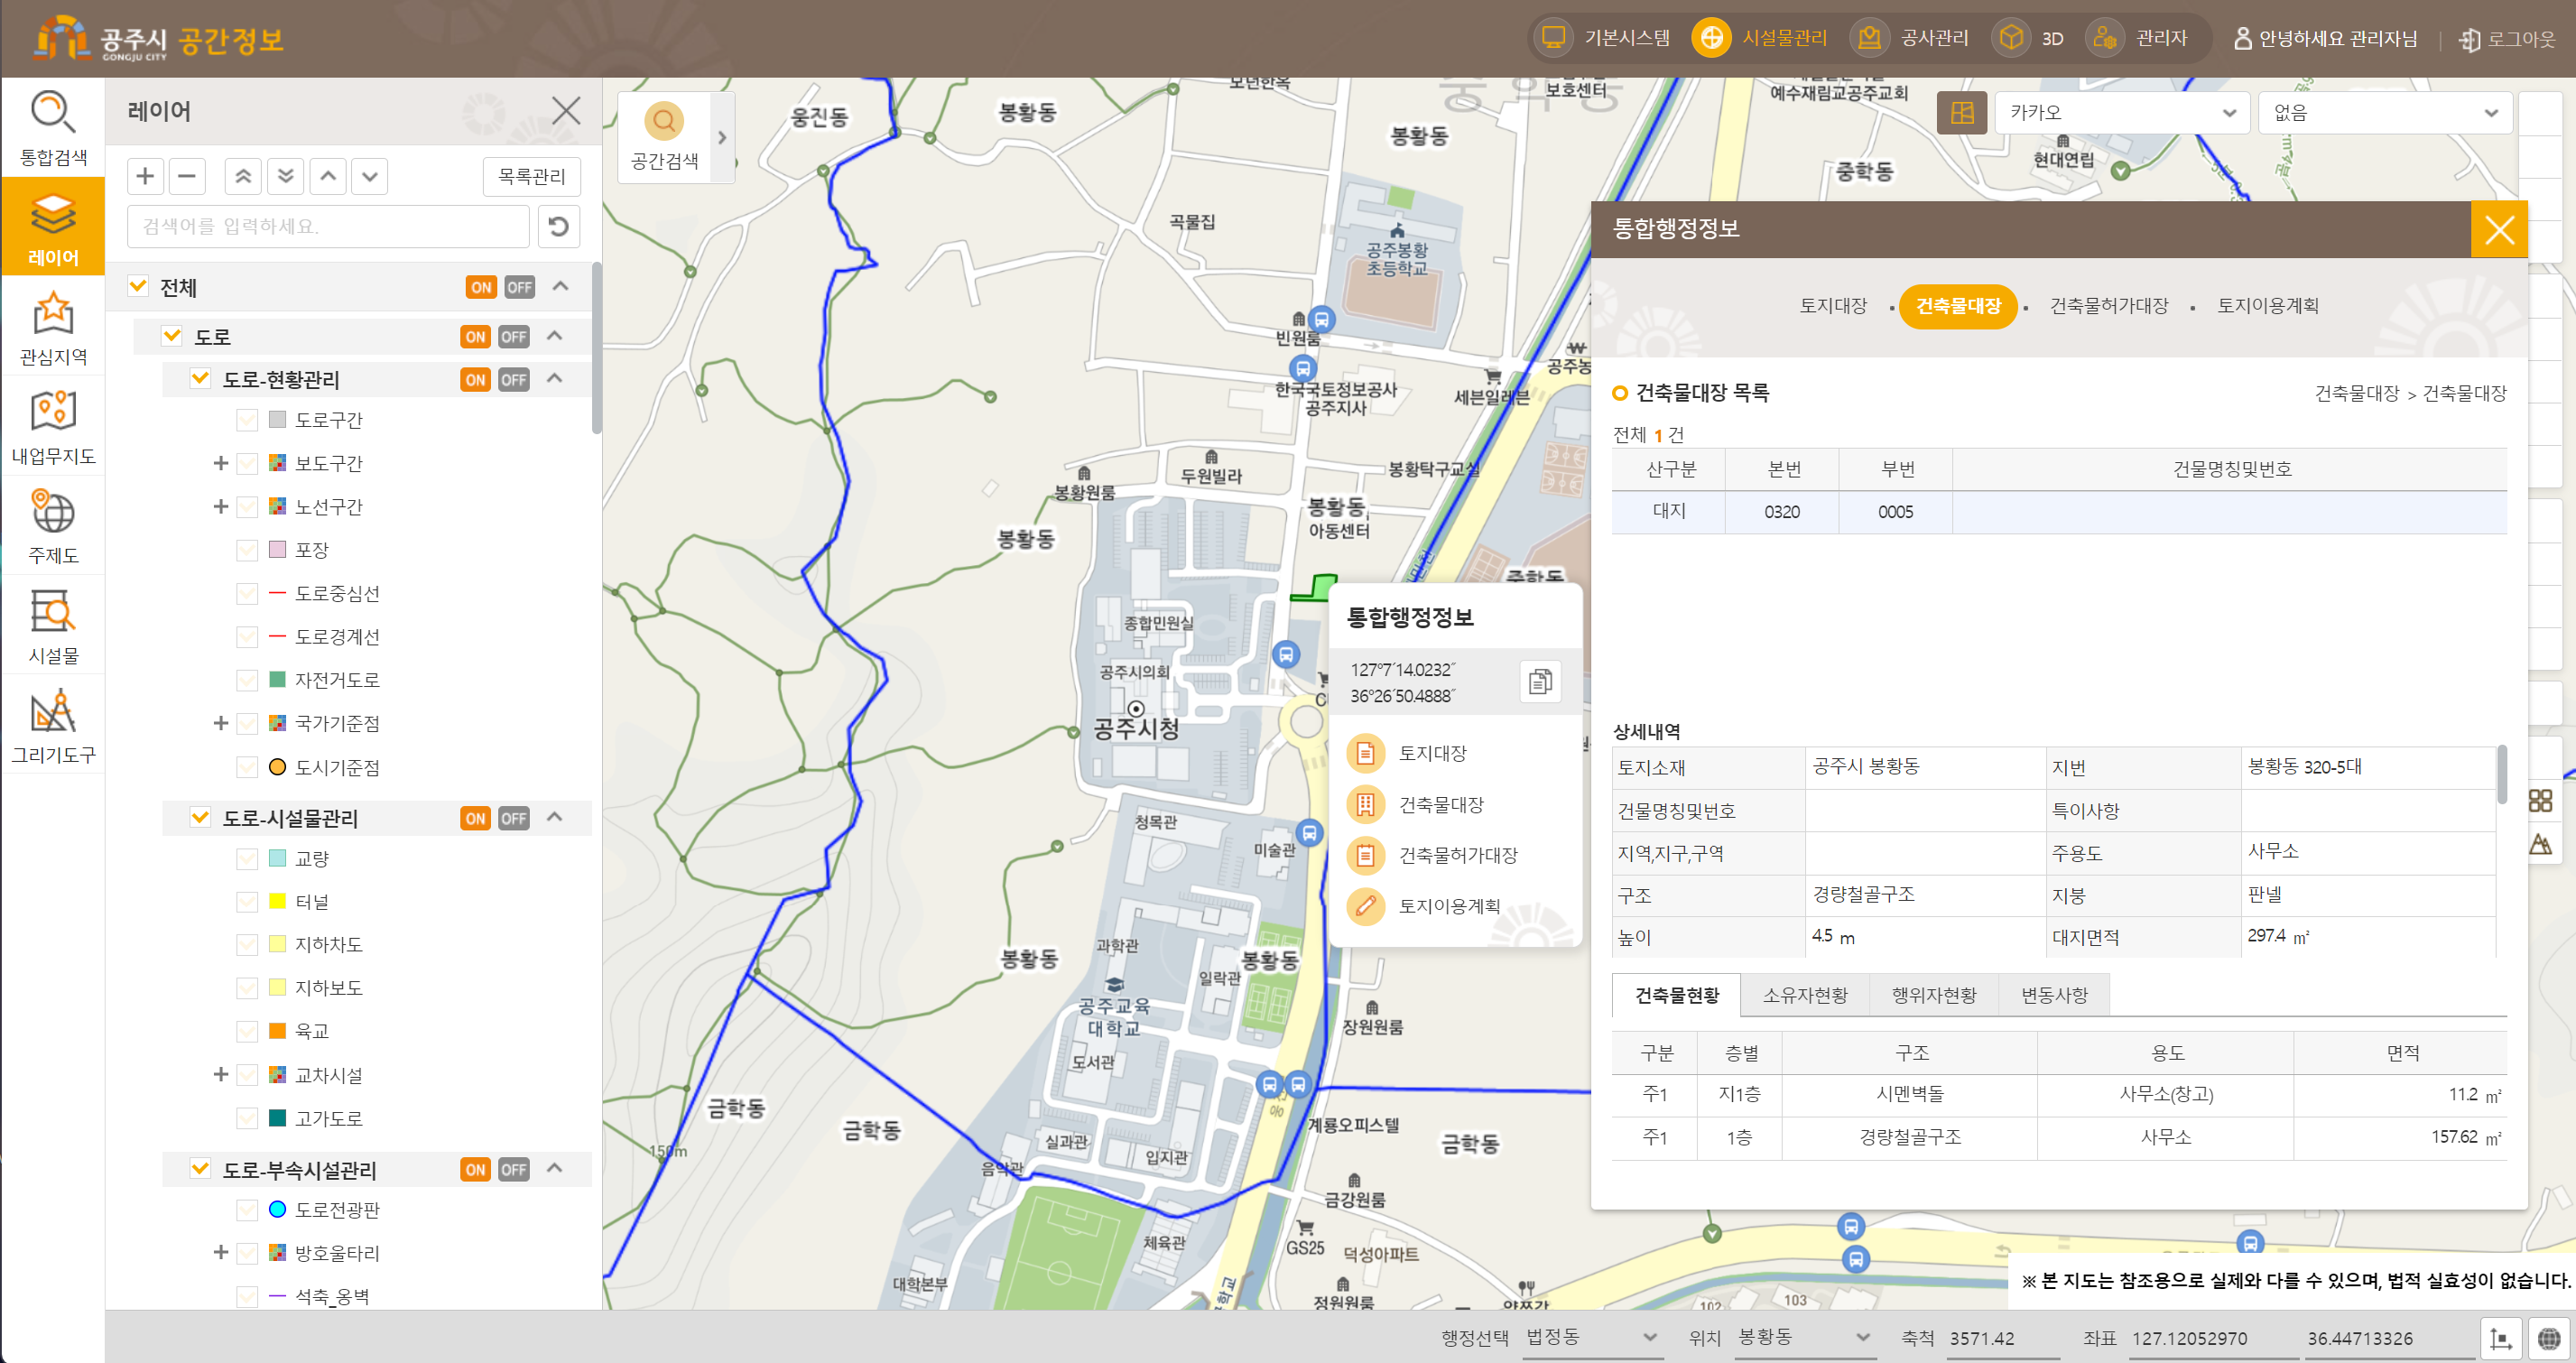 공주시 공간정보
GONGJU CITY
기본시스템 시설물관리 공사관리 3D 관리자 안녕하세요 관리자님 로그아웃
통합검색
레이어
관심지역
내업무지도
주제도
시설물
그리기도구
레이어
목록관리
검색어를 입력하세요.
전체 ON OFF
도로 ON OFF
도로-현황관리 ON OFF
도로구간
보도구간
노선구간
포장
도로중심선
도로경계선
자전거도로
국가기준점
도시기준점
도로-시설물관리 ON OFF
교량
터널
지하차도
지하보도
육교
교차시설
고가도로
도로-부속시설관리 ON OFF
도로전광판
방호울타리
석축_옹벽
공간검색
카카오
없음
웅진동
봉황동
모던한옥
보호센터
예수재림교공주교회
봉황동
중학동
현대연립
곡물집
공주봉황
초등학교
빈원룸
한국국토정보공사
공주지사
세븐일레븐
봉황원룸
두원빌라
봉황탁구교실
봉황동
봉황동
아동센터
중학동
종합민원실
공주시의회
공주시청
청목관
미술관
과학관
봉황동
일락관
봉황동
공주교육
대학교
장원원룸
도서관
금학동
금학동
150m
실과관
입지관
음악관
계룡오피스텔
금학동
금강원룸
체육관
GS25
덕성아파트
대학본부
정원원룸
102
103
통합행정정보
127°7´14.0232˝
36°26´50.4888˝
토지대장
건축물대장
건축물허가대장
토지이용계획
통합행정정보
토지대장 건축물대장 건축물허가대장 토지이용계획
건축물대장 목록 건축물대장 > 건축물대장
전체 1 건
산구분 본번 부번 건물명칭및번호
대지 0320 0005
상세내역
토지소재 공주시 봉황동 지번 봉황동 320-5대
건물명칭및번호 특이사항
지역,지구,구역 주용도 사무소
구조 경량철골구조 지붕 판넬
높이 4.5 m 대지면적 297.4 ㎡
건축물현황 소유자현황 행위자현황 변동사항
구분 층별 구조 용도 면적
주1 지1층 시멘벽돌 사무소(창고) 11.2 ㎡
주1 1층 경량철골구조 사무소 157.62 ㎡
※ 본 지도는 참조용으로 실제와 다를 수 있으며, 법적 실효성이 없습니다.
행정선택 법정동 위치 봉황동 축척 3571.42 좌표 127.12052970 36.44713326